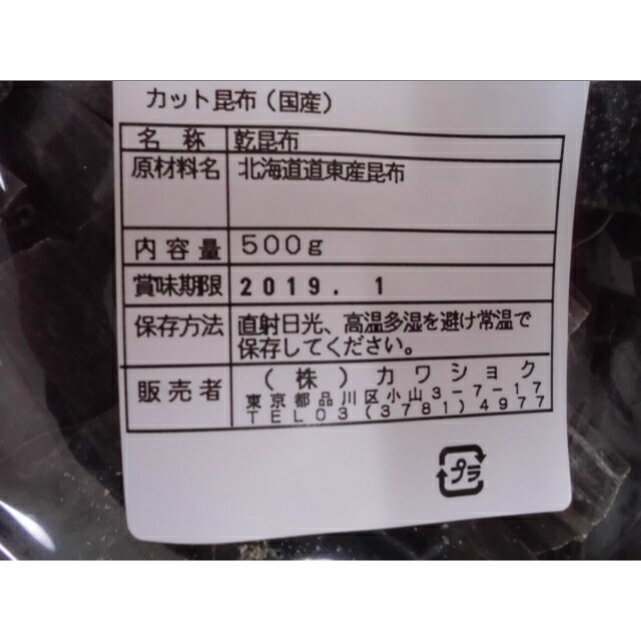 カット昆布（国産）
名 称 乾昆布
原材料名 北海道道東産昆布
内容量 500g
賞味期限 2019. 1
保存方法 直射日光、高温多湿を避け常温で
保存してください。
販売者 （株）カワショク
東京都品川区小山3-7-17
TEL03(3781)4977
プラ